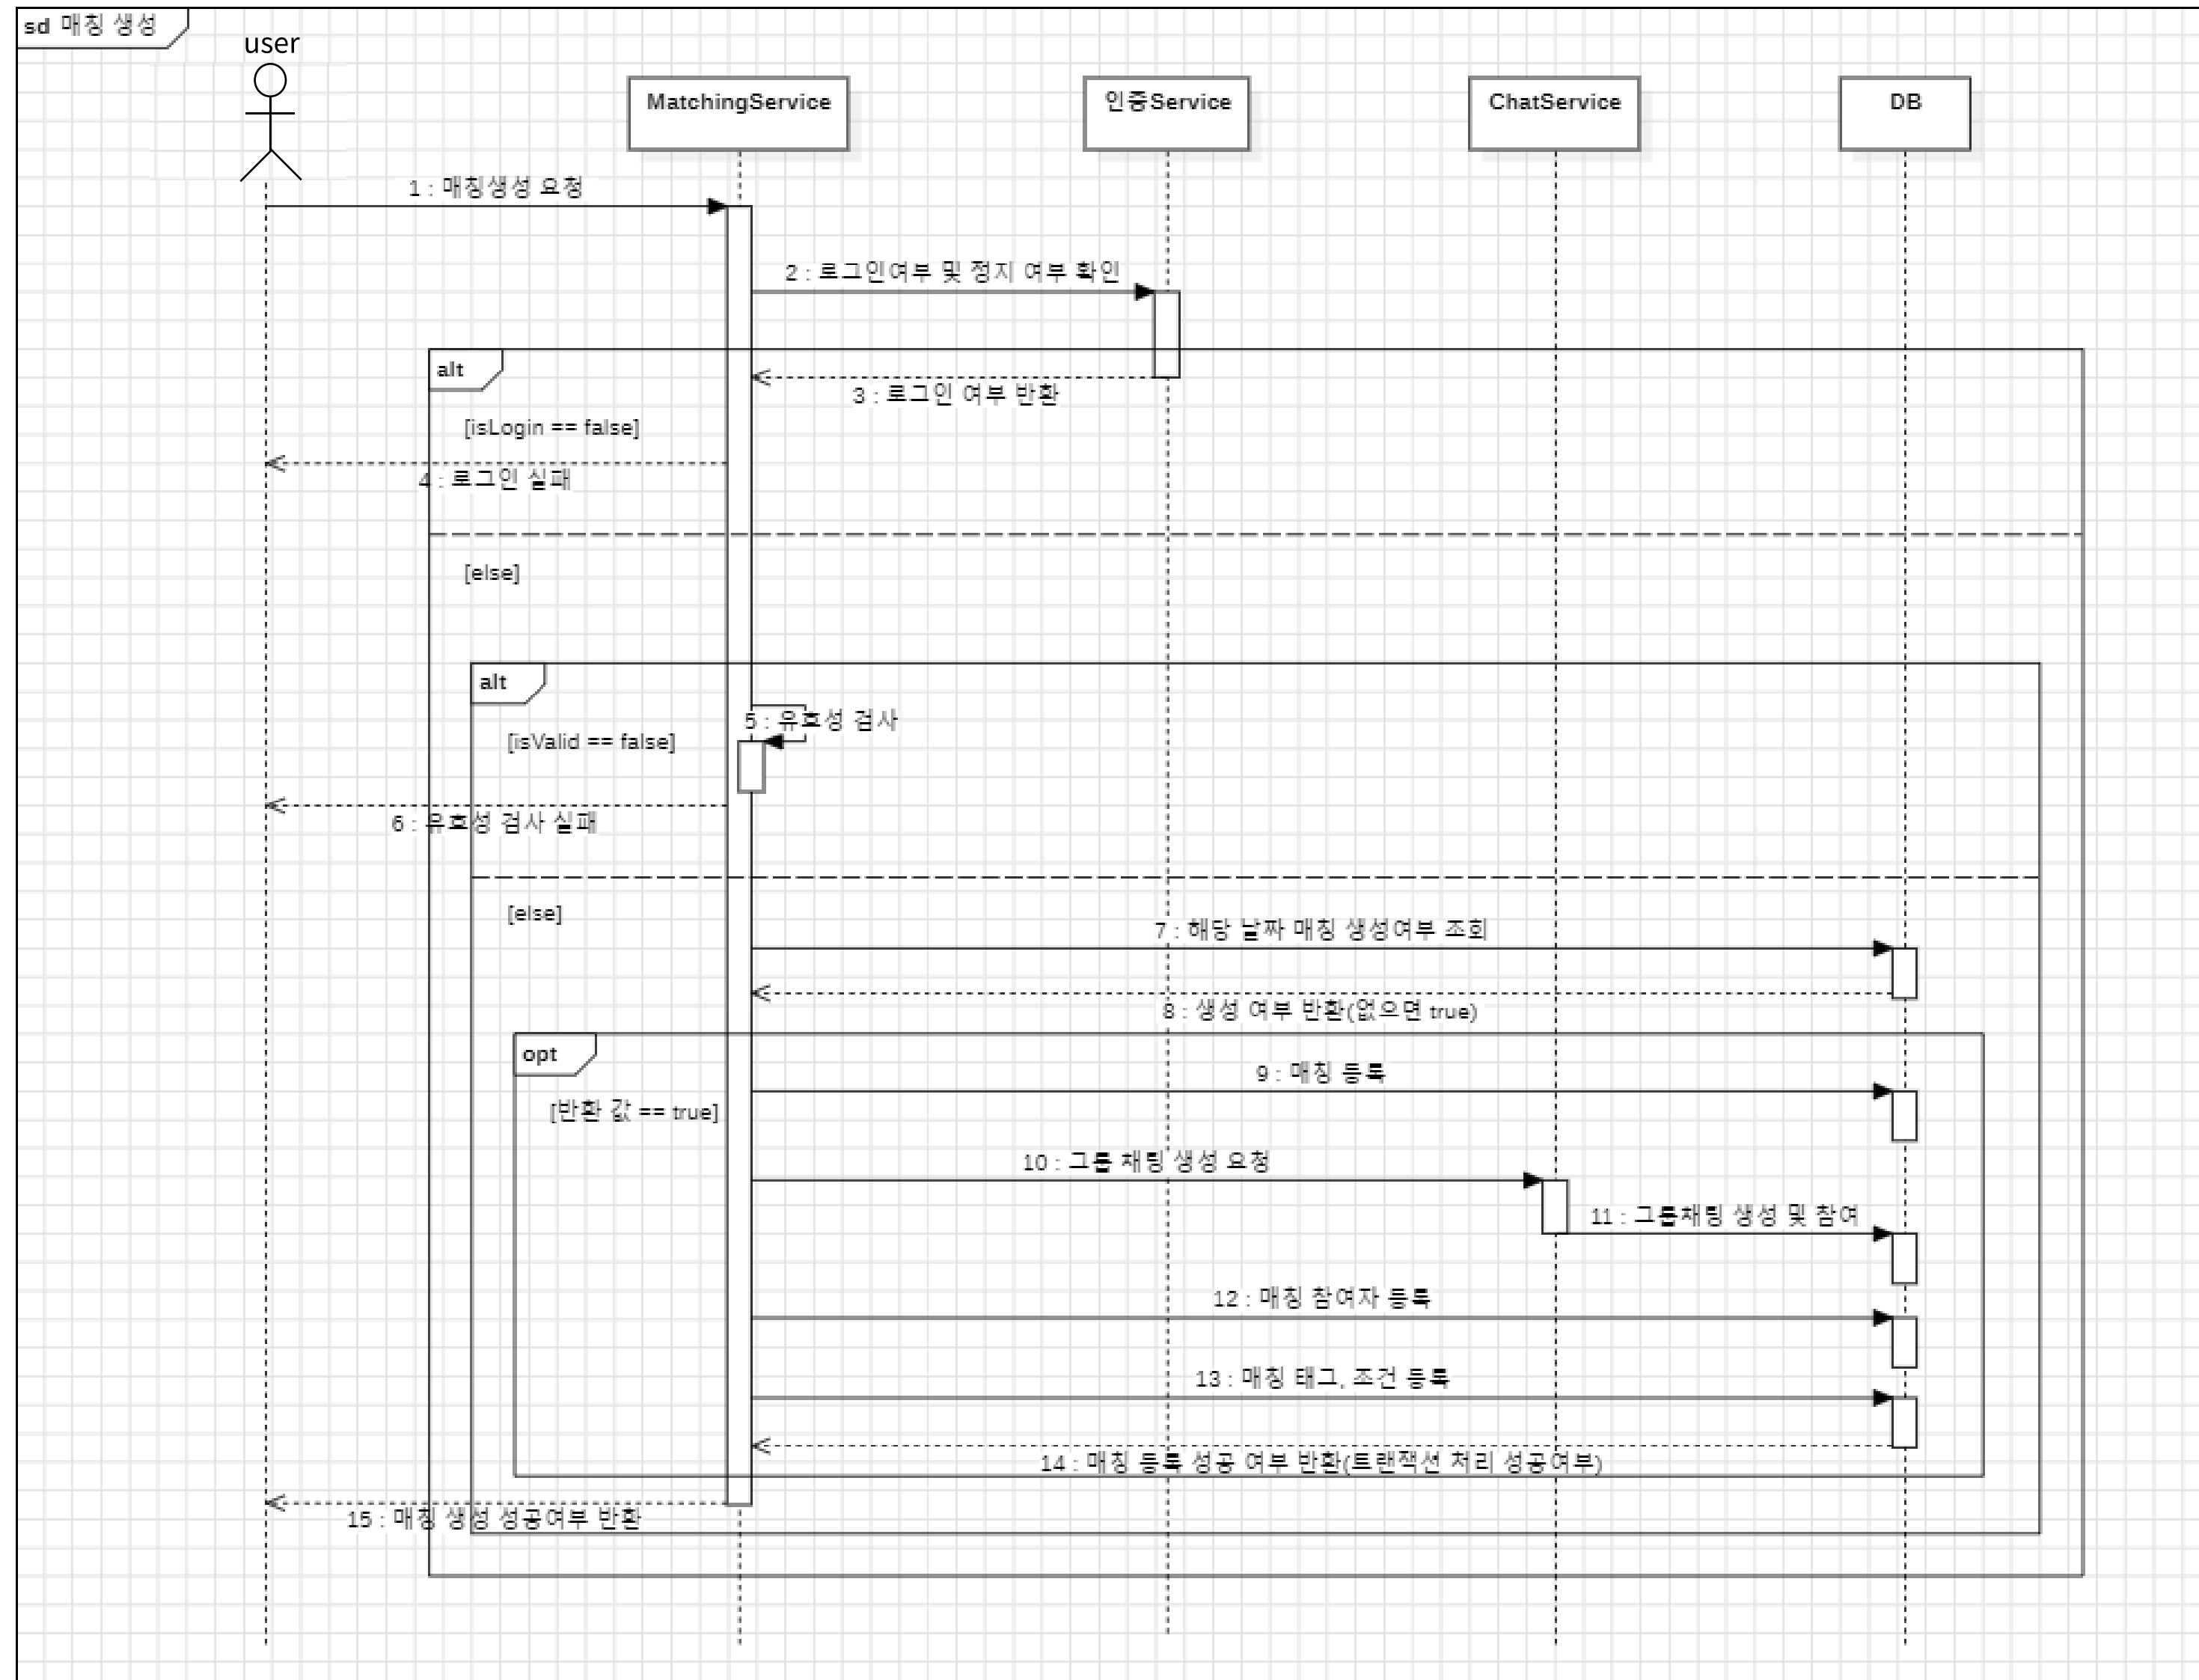 sd 매칭 생성
user
MatchingService
인증Service
ChatService
DB
1 : 매칭생성 요청
2 : 로그인여부 및 정지 여부 확인
alt
3 : 로그인 여부 반환
[isLogin == false]
4 : 로그인 실패
[else]
alt
5 : 유효성 검사
[isValid == false]
6 : 유효성 검사 실패
[else]
7 : 해당 날짜 매칭 생성여부 조회
8 : 생성 여부 반환(없으면 true)
opt
9 : 매칭 등록
[반환 값 == true]
10 : 그룹 채팅 생성 요청
11 : 그룹채팅 생성 및 참여
12 : 매칭 참여자 등록
13 : 매칭 태그, 조건 등록
14 : 매칭 등록 성공 여부 반환(트랜잭션 처리 성공여부)
15 : 매칭 생성 성공여부 반환